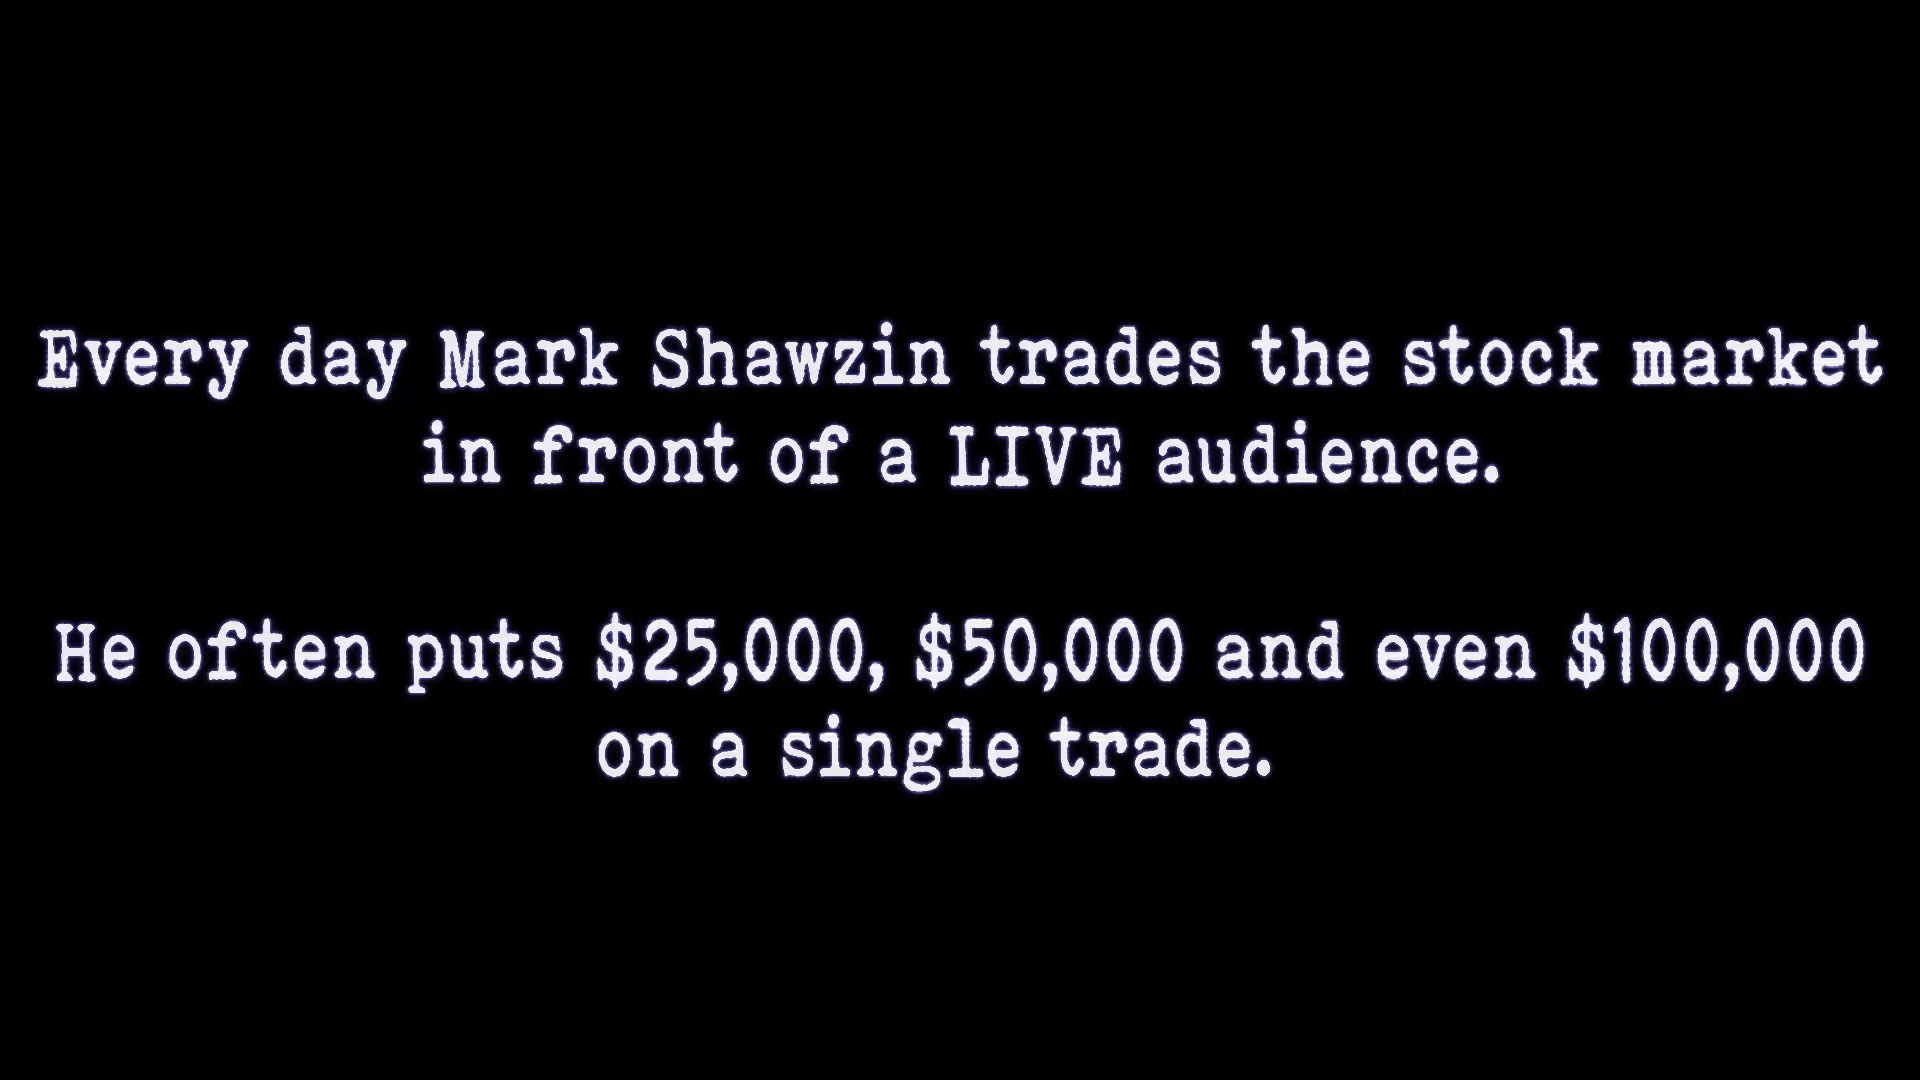 Every day Mark Shawzin trades the stock market
in front of a LIVE audience.
He often puts $25,000, $50,000 and even $100,000
on a single trade.